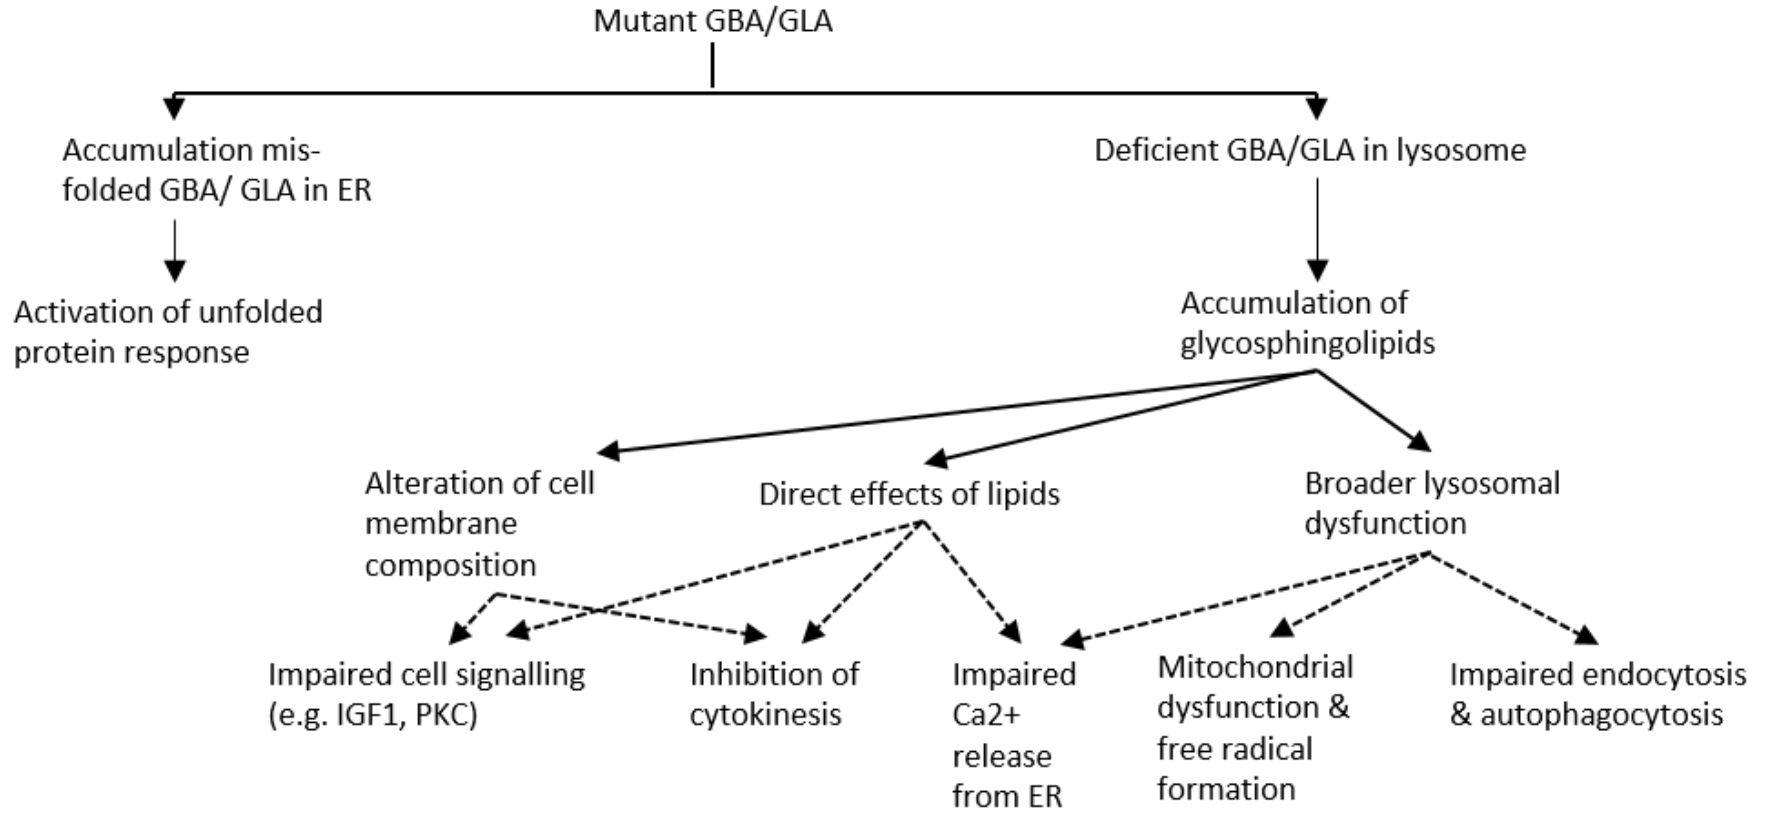 Mutant GBA/GLA
Accumulation mis-
folded GBA/ GLA in ER
Deficient GBA/GLA in lysosome
Activation of unfolded
protein response
Accumulation of
glycosphingolipids
Alteration of cell
membrane
composition
Direct effects of lipids
Broader lysosomal
dysfunction
Impaired cell signalling
(e.g. IGF1, PKC)
Inhibition of
cytokinesis
Impaired
Ca2+
release
from ER
Mitochondrial
dysfunction &
free radical
formation
Impaired endocytosis
& autophagocytosis